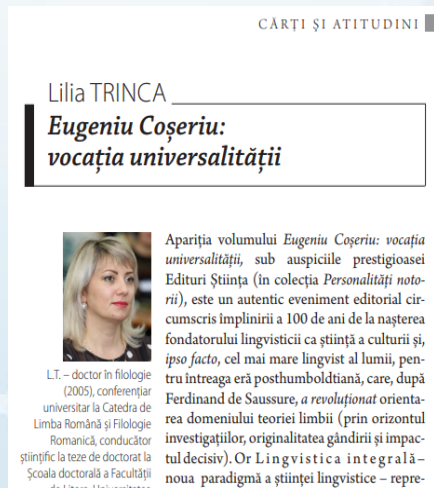 CĂRȚI ȘI ATITUDINI
Lilia TRINCA
Eugeniu Coșeriu:
vocația universalității
L.T. – doctor în filologie
(2005), conferențiar
universitar la Catedra de
Limba Română și Filologie
Romanică, conducător
științific la teze de doctorat la
Școala doctorală a Facultății
de Litere, Universitatea
Apariția volumului Eugeniu Coșeriu: vocația
universalității, sub auspiciile prestigioasei
Edituri Știința (în colecția Personalități noto-
rii), este un autentic eveniment editorial cir-
cumscris împlinirii a 100 de ani de la nașterea
fondatorului lingvisticii ca știință a culturii și,
ipso facto, cel mai mare lingvist al lumii, pen-
tru întreaga eră posthumboldtiană, care, după
Ferdinand de Saussure, a revoluționat orienta-
rea domeniului teoriei limbii (prin orizontul
investigațiilor, originalitatea gândirii și impac-
tul decisiv). Or Lingvistica integrală –
noua paradigmă a științei lingvistice – repre-